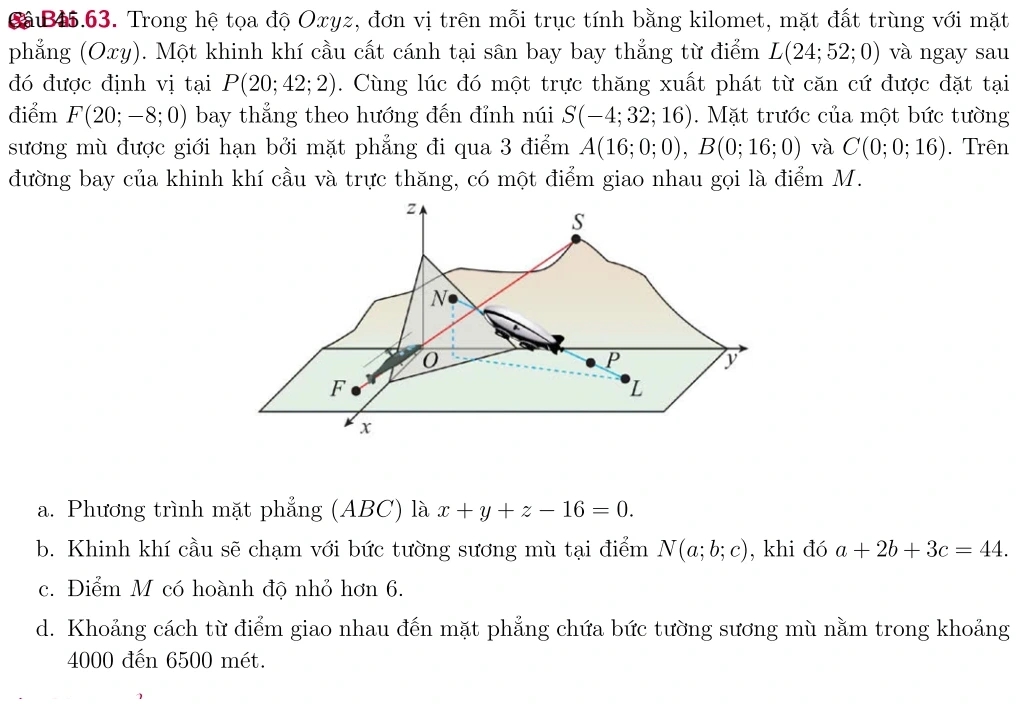 Câu 45. Bài 63. Trong hệ tọa độ Oxyz, đơn vị trên mỗi trục tính bằng kilomet, mặt đất trùng với mặt
phẳng (Oxy). Một khinh khí cầu cất cánh tại sân bay bay thẳng từ điểm L(24; 52; 0) và ngay sau
đó được định vị tại P(20; 42; 2). Cùng lúc đó một trực thăng xuất phát từ căn cứ được đặt tại
điểm F(20; −8; 0) bay thẳng theo hướng đến đỉnh núi S(−4; 32; 16). Mặt trước của một bức tường
sương mù được giới hạn bởi mặt phẳng đi qua 3 điểm A(16; 0; 0), B(0; 16; 0) và C(0; 0; 16). Trên
đường bay của khinh khí cầu và trực thăng, có một điểm giao nhau gọi là điểm M.
z
S
N
O
P
y
F
L
x
a. Phương trình mặt phẳng (ABC) là x + y + z − 16 = 0.
b. Khinh khí cầu sẽ chạm với bức tường sương mù tại điểm N(a; b; c), khi đó a + 2b + 3c = 44.
c. Điểm M có hoành độ nhỏ hơn 6.
d. Khoảng cách từ điểm giao nhau đến mặt phẳng chứa bức tường sương mù nằm trong khoảng
4000 đến 6500 mét.